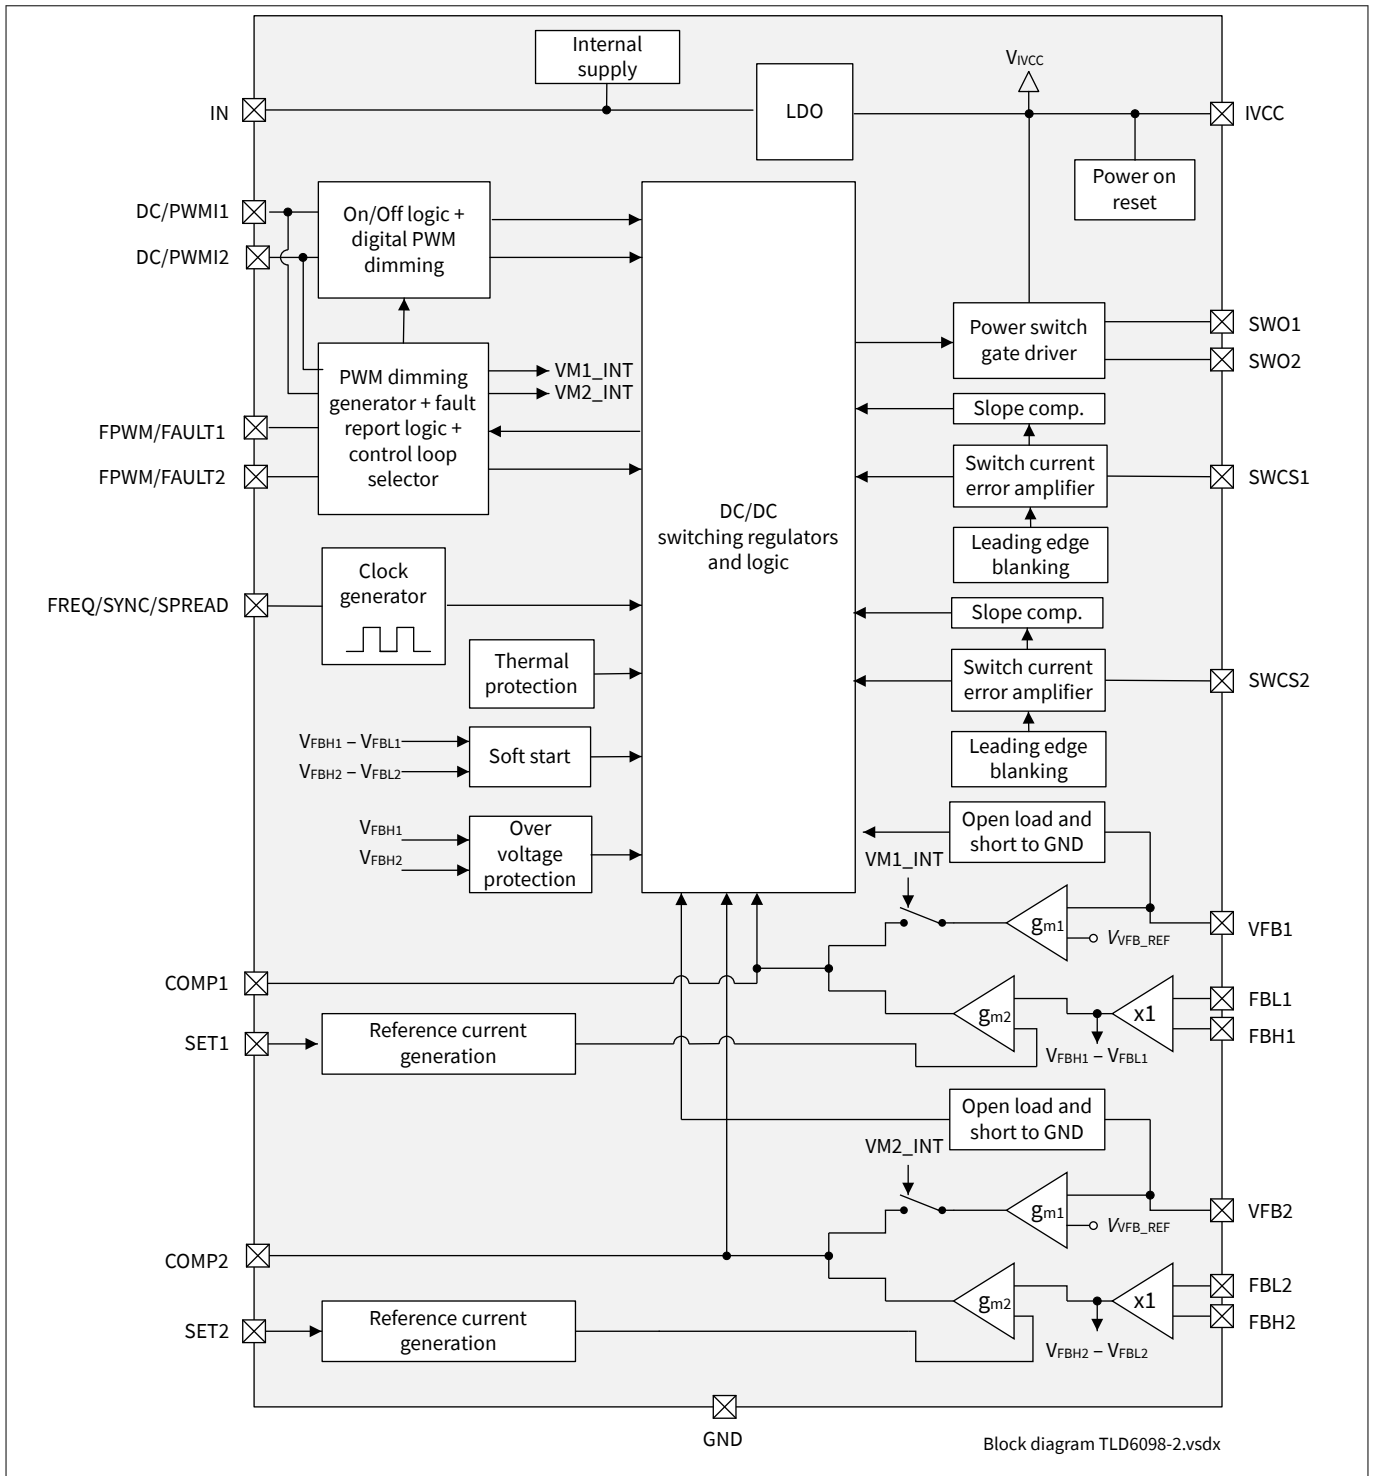 Internal
supply
VIVCC
IN
LDO
IVCC
Power on
reset
DC/PWMI1
DC/PWMI2
On/Off logic +
digital PWM
dimming
Power switch
gate driver
SWO1
SWO2
PWM dimming
generator + fault
report logic +
control loop
selector
VM1_INT
VM2_INT
FPWM/FAULT1
FPWM/FAULT2
DC/DC
switching regulators
and logic
Slope comp.
Switch current
error amplifier
SWCS1
Leading edge
blanking
FREQ/SYNC/SPREAD
Clock
generator
Thermal
protection
Slope comp.
Switch current
error amplifier
SWCS2
Leading edge
blanking
VFBH1 – VFBL1
VFBH2 – VFBL2
Soft start
VFBH1
VFBH2
Over
voltage
protection
Open load and
short to GND
VM1_INT
gm1
VVFB_REF
VFB1
COMP1
gm2
x1
FBL1
FBH1
VFBH1 – VFBL1
SET1
Reference current
generation
Open load and
short to GND
VM2_INT
gm1
VVFB_REF
VFB2
COMP2
gm2
x1
FBL2
FBH2
VFBH2 – VFBL2
SET2
Reference current
generation
GND
Block diagram TLD6098-2.vsdx